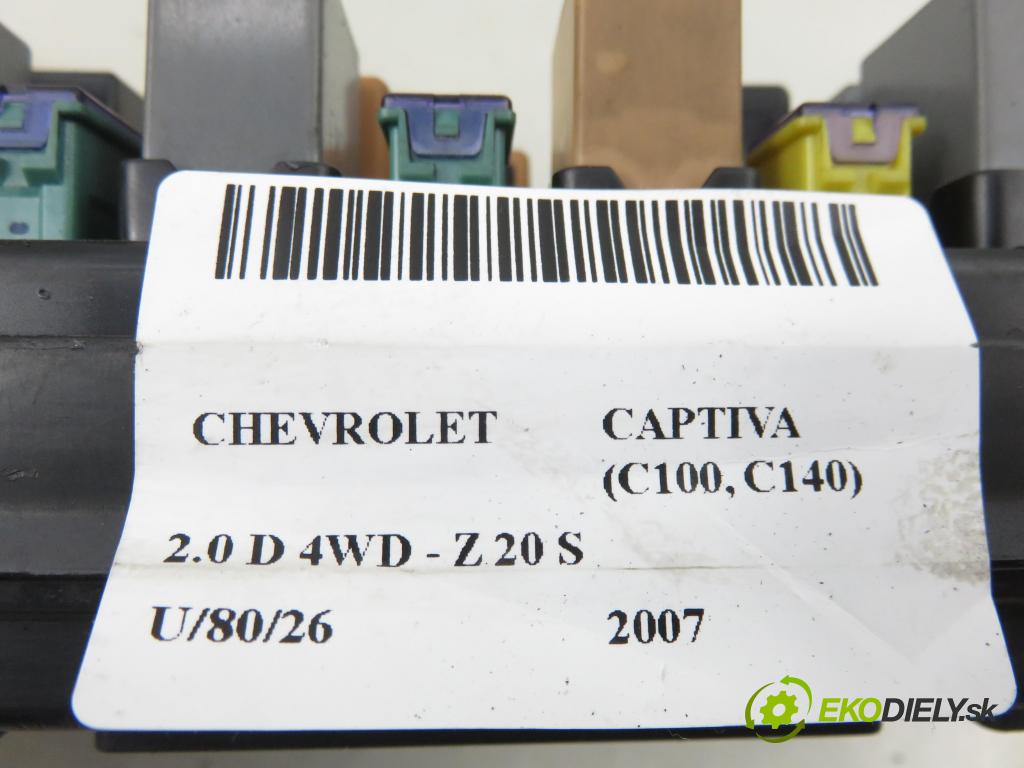 CHEVROLET CAPTIVA
(C100, C140)
2.0 D 4WD - Z 20 S
U/80/26 2007
EKODIELY.sk